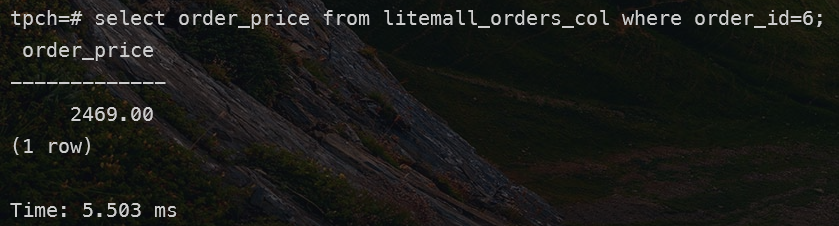 tpch=# select order_price from litemall_orders_col where order_id=6;
order_price
-------------
2469.00
(1 row)
Time: 5.503 ms